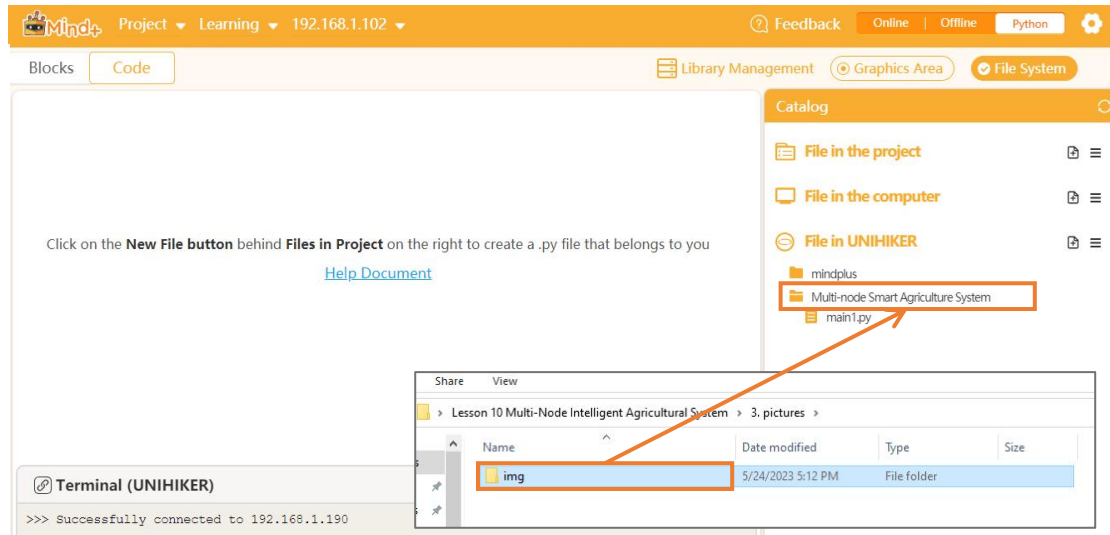 Mind+ Project Learning 192.168.1.102 Feedback Online | Offline Python
Blocks Code Library Management Graphics Area File System
Catalog
File in the project
File in the computer
Click on the New File button behind Files in Project on the right to create a .py file that belongs to you
Help Document
File in UNIHIKER
mindplus
Multi-node Smart Agriculture System
main1.py
Share View
› Lesson 10 Multi-Node Intelligent Agricultural System › 3. pictures ›
Name Date modified Type Size
img 5/24/2023 5:12 PM File folder
Terminal (UNIHIKER)
>>> Successfully connected to 192.168.1.190